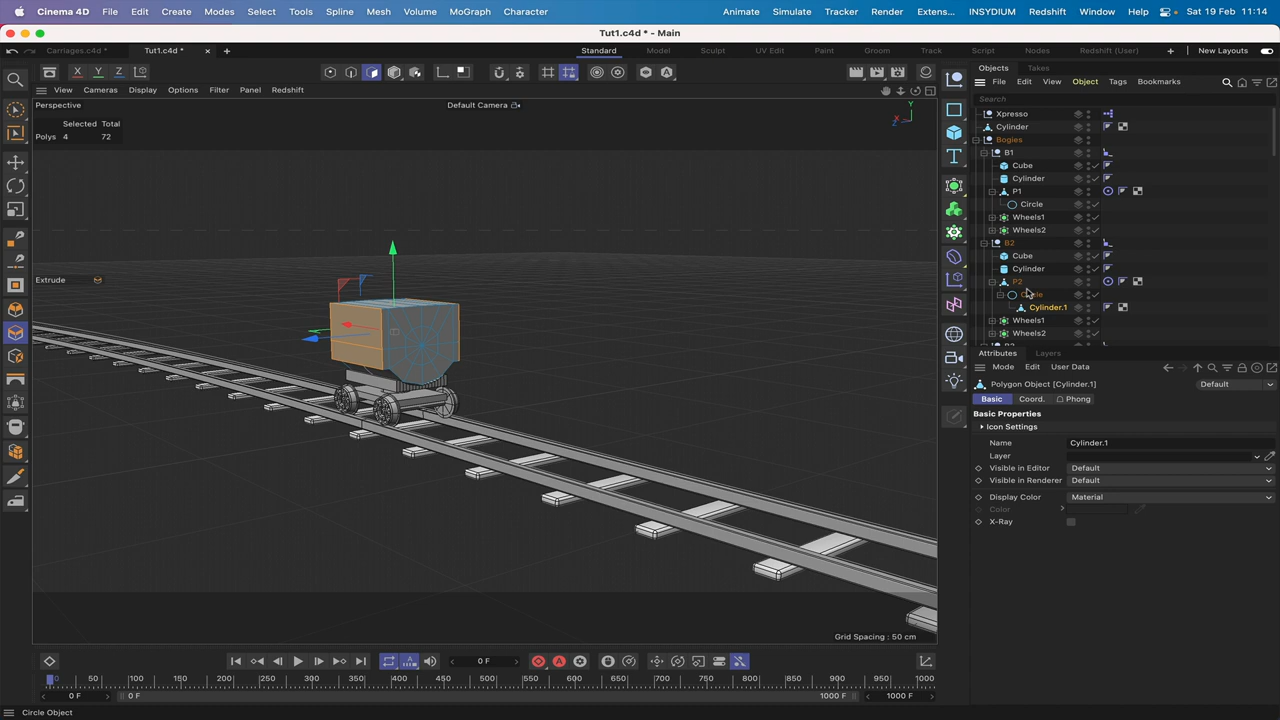 Cinema 4D File Edit Create Modes Select Tools Spline Mesh Volume MoGraph Character Animate Simulate Tracker Render Extens... INSYDIUM Redshift Window Help Sat 19 Feb 11:14
Tut1.c4d * - Main
Carriages.c4d * Tut1.c4d * Standard Model Sculpt UV Edit Paint Groom Track Script Nodes Redshift (User) New Layouts
X Y Z
View Cameras Display Options Filter Panel Redshift
Perspective
Default Camera
Y
X
Z
Selected Total
Polys 4 72
Extrude
Grid Spacing : 50 cm
Objects Takes
File Edit View Object Tags Bookmarks
Search
Xpresso
Cylinder
Bogies
B1
Cube
Cylinder
P1
Circle
Wheels1
Wheels2
B2
Cube
Cylinder
P2
Circle
Cylinder.1
Wheels1
Wheels2
Attributes Layers
Mode Edit User Data
Polygon Object [Cylinder.1] Default
Basic Coord. Phong
Basic Properties
Icon Settings
Name Cylinder.1
Layer
Visible in Editor Default
Visible in Renderer Default
Display Color Material
Color
X-Ray
0 F
50 100 150 200 250 300 350 400 450 500 550 600 650 700 750 800 850 900 950 1000
0 F 0 F 1000 F 1000 F
Circle Object